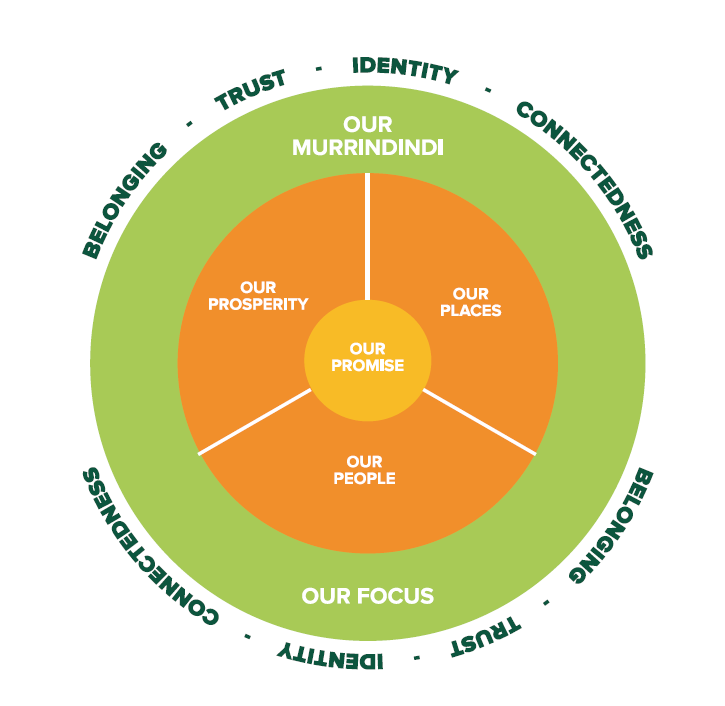 BELONGING · TRUST · IDENTITY · CONNECTEDNESS
OUR
MURRINDINDI
OUR
PROSPERITY
OUR
PLACES
OUR
PROMISE
OUR
PEOPLE
OUR FOCUS
BELONGING · TRUST · IDENTITY · CONNECTEDNESS